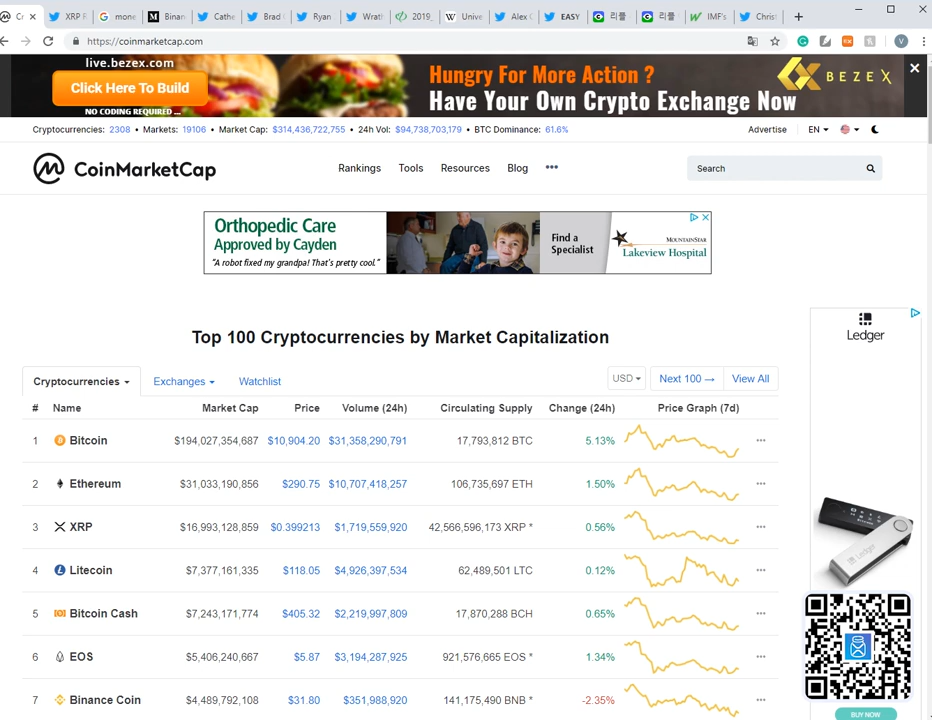 XRP R
mone
Binan
Cathe
Brad
Ryan
Wrath
2019_
Unive
Alex
EASY
리플
리플
IMF's
Christ
https://coinmarketcap.com
live.bezex.com
Click Here To Build
NO CODING REQUIRED ...
Hungry For More Action ?
Have Your Own Crypto Exchange Now
BEZEX
Cryptocurrencies: 2308 • Markets: 19106 • Market Cap: $314,436,722,755 • 24h Vol: $94,738,703,179 • BTC Dominance: 61.6%
Advertise EN
CoinMarketCap
Rankings Tools Resources Blog •••
Search
Orthopedic Care
Approved by Cayden
"A robot fixed my grandpa! That's pretty cool."
Find a
Specialist
MountainStar
Lakeview Hospital
Ledger
Top 100 Cryptocurrencies by Market Capitalization
Cryptocurrencies Exchanges Watchlist USD Next 100 → View All
# Name Market Cap Price Volume (24h) Circulating Supply Change (24h) Price Graph (7d)
1 Bitcoin $194,027,354,687 $10,904.20 $31,358,290,791 17,793,812 BTC 5.13%
2 Ethereum $31,033,190,856 $290.75 $10,707,418,257 106,735,697 ETH 1.50%
3 XRP $16,993,128,859 $0.399213 $1,719,559,920 42,566,596,173 XRP * 0.56%
4 Litecoin $7,377,161,335 $118.05 $4,926,397,534 62,489,501 LTC 0.12%
5 Bitcoin Cash $7,243,171,774 $405.32 $2,219,997,809 17,870,288 BCH 0.65%
6 EOS $5,406,240,667 $5.87 $3,194,287,925 921,576,665 EOS * 1.34%
7 Binance Coin $4,489,792,108 $31.80 $351,988,920 141,175,490 BNB * -2.35%
BUY NOW